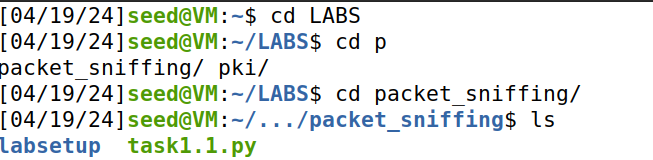 [04/19/24]seed@VM:~$ cd LABS
[04/19/24]seed@VM:~/LABS$ cd p
packet_sniffing/ pki/
[04/19/24]seed@VM:~/LABS$ cd packet_sniffing/
[04/19/24]seed@VM:~/.../packet_sniffing$ ls
labsetup  task1.1.py